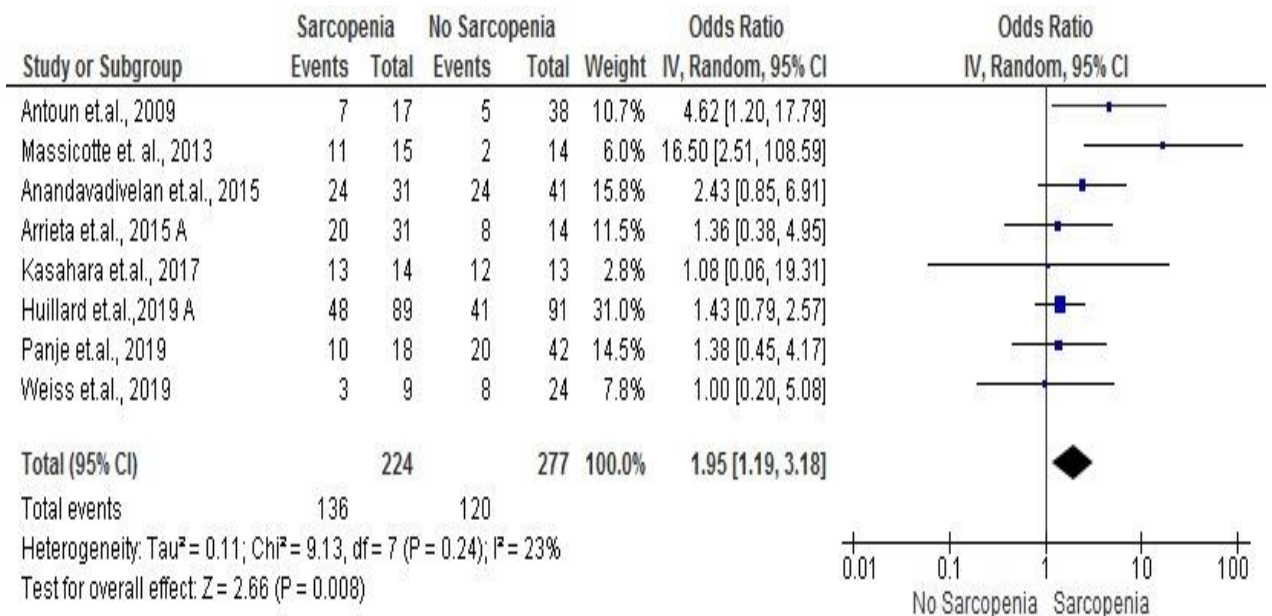 Sarcopenia No Sarcopenia Odds Ratio Odds Ratio
Study or Subgroup Events Total Events Total Weight IV, Random, 95% CI IV, Random, 95% CI
Antoun et.al., 2009 7 17 5 38 10.7% 4.62 [1.20, 17.79]
Massicotte et. al., 2013 11 15 2 14 6.0% 16.50 [2.51, 108.59]
Anandavadivelan et.al., 2015 24 31 24 41 15.8% 2.43 [0.85, 6.91]
Arrieta et.al., 2015 A 20 31 8 14 11.5% 1.36 [0.38, 4.95]
Kasahara et.al., 2017 13 14 12 13 2.8% 1.08 [0.06, 19.31]
Huillard et.al.,2019 A 48 89 41 91 31.0% 1.43 [0.79, 2.57]
Panje et.al., 2019 10 18 20 42 14.5% 1.38 [0.45, 4.17]
Weiss et.al., 2019 3 9 8 24 7.8% 1.00 [0.20, 5.08]
Total (95% CI) 224 277 100.0% 1.95 [1.19, 3.18]
Total events 136 120
Heterogeneity: Tau² = 0.11; Chi² = 9.13, df = 7 (P = 0.24); I² = 23%
Test for overall effect: Z = 2.66 (P = 0.008)
0.01 0.1 1 10 100
No Sarcopenia Sarcopenia